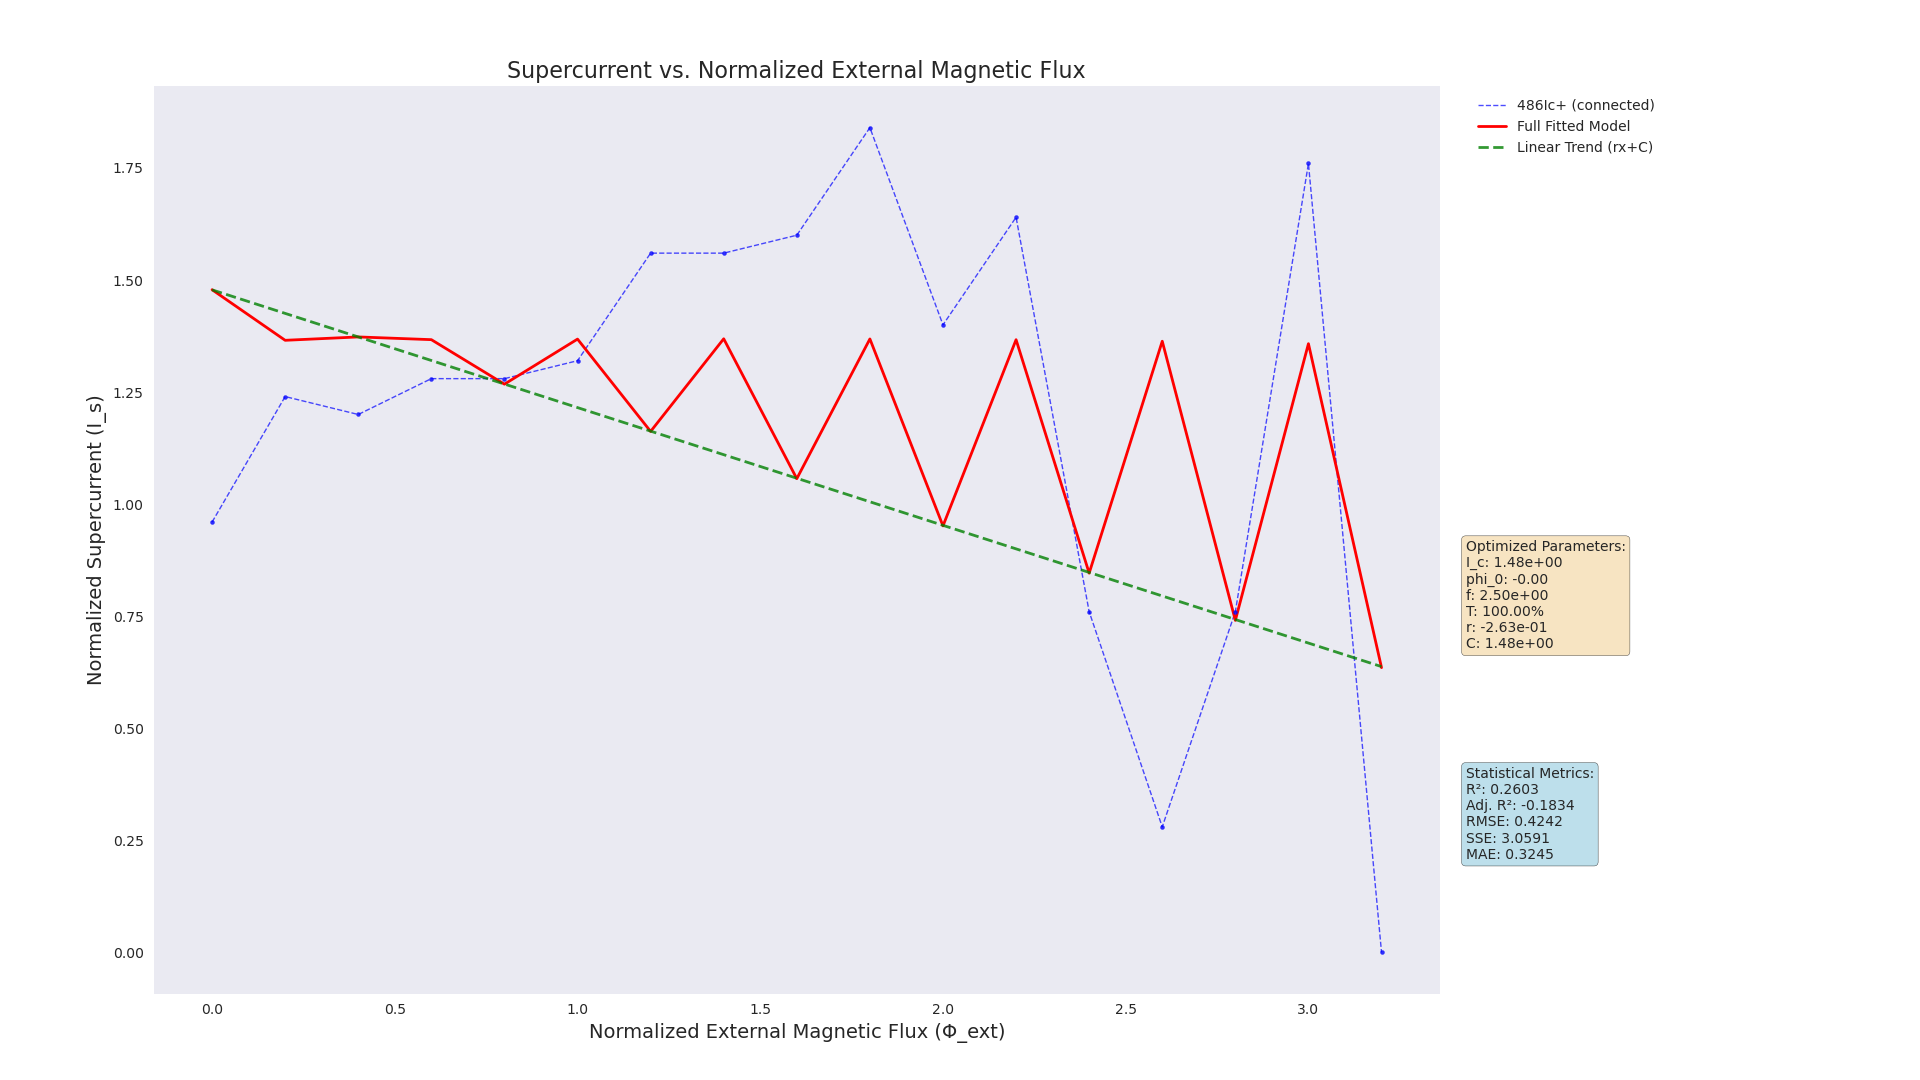 Supercurrent vs. Normalized External Magnetic Flux
486Ic+ (connected)
Full Fitted Model
Linear Trend (rx+C)
Normalized Supercurrent (I_s)
1.75
1.50
1.25
1.00
0.75
0.50
0.25
0.00
0.0
0.5
1.0
1.5
2.0
2.5
3.0
Normalized External Magnetic Flux (Φ_ext)
Optimized Parameters:
I_c: 1.48e+00
phi_0: -0.00
f: 2.50e+00
T: 100.00%
r: -2.63e-01
C: 1.48e+00
Statistical Metrics:
R²: 0.2603
Adj. R²: -0.1834
RMSE: 0.4242
SSE: 3.0591
MAE: 0.3245